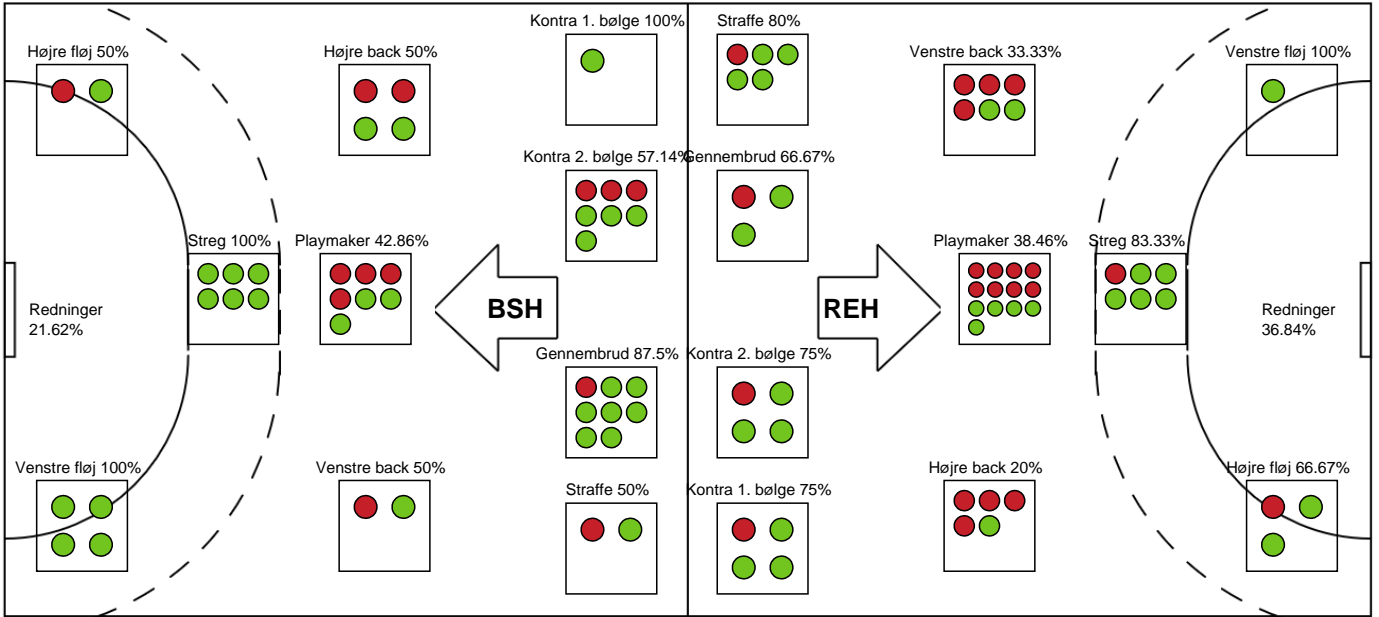 Kontra 1. bølge 100%
Straffe 80%
Højre fløj 50%
Højre back 50%
Venstre back 33.33%
Venstre fløj 100%
Kontra 2. bølge 57.14%
Gennembrud 66.67%
Streg 100%
Playmaker 42.86%
Playmaker 38.46%
Streg 83.33%
Redninger
21.62%
BSH
REH
Redninger
36.84%
Gennembrud 87.5%
Kontra 2. bølge 75%
Venstre fløj 100%
Venstre back 50%
Højre back 20%
Højre fløj 66.67%
Straffe 50%
Kontra 1. bølge 75%